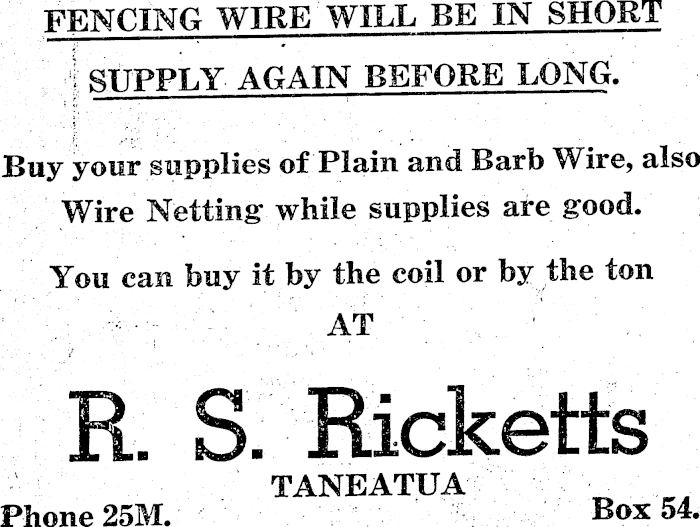 FENCING WIRE WILL BE IN SHORT
SUPPLY AGAIN BEFORE LONG.
Buy your supplies of Plain and Barb Wire, also
Wire Netting while supplies are good.
You can buy it by the coil or by the ton
AT
R. S. Ricketts
TANEATUA
Phone 25M. Box 54.